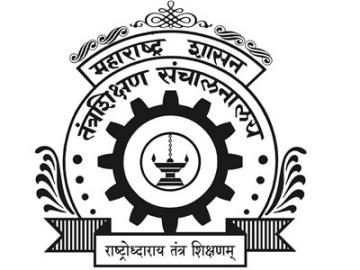 महाराष्ट्र शासन
तंत्रशिक्षण संचालनालय
राष्ट्रोध्दाराय तंत्र शिक्षणम्